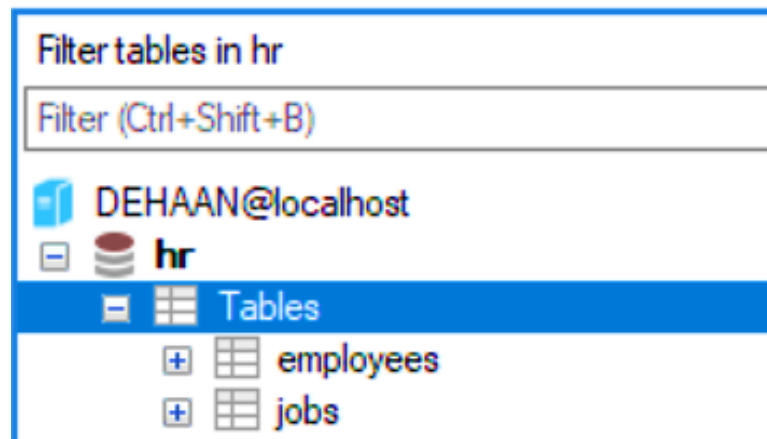 Filter tables in hr
Filter (Ctrl+Shift+B)
DEHAAN@localhost
hr
Tables
employees
jobs